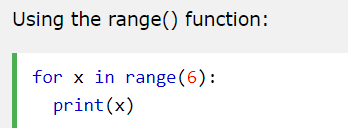 Using the range() function:
for x in range(6):
  print(x)